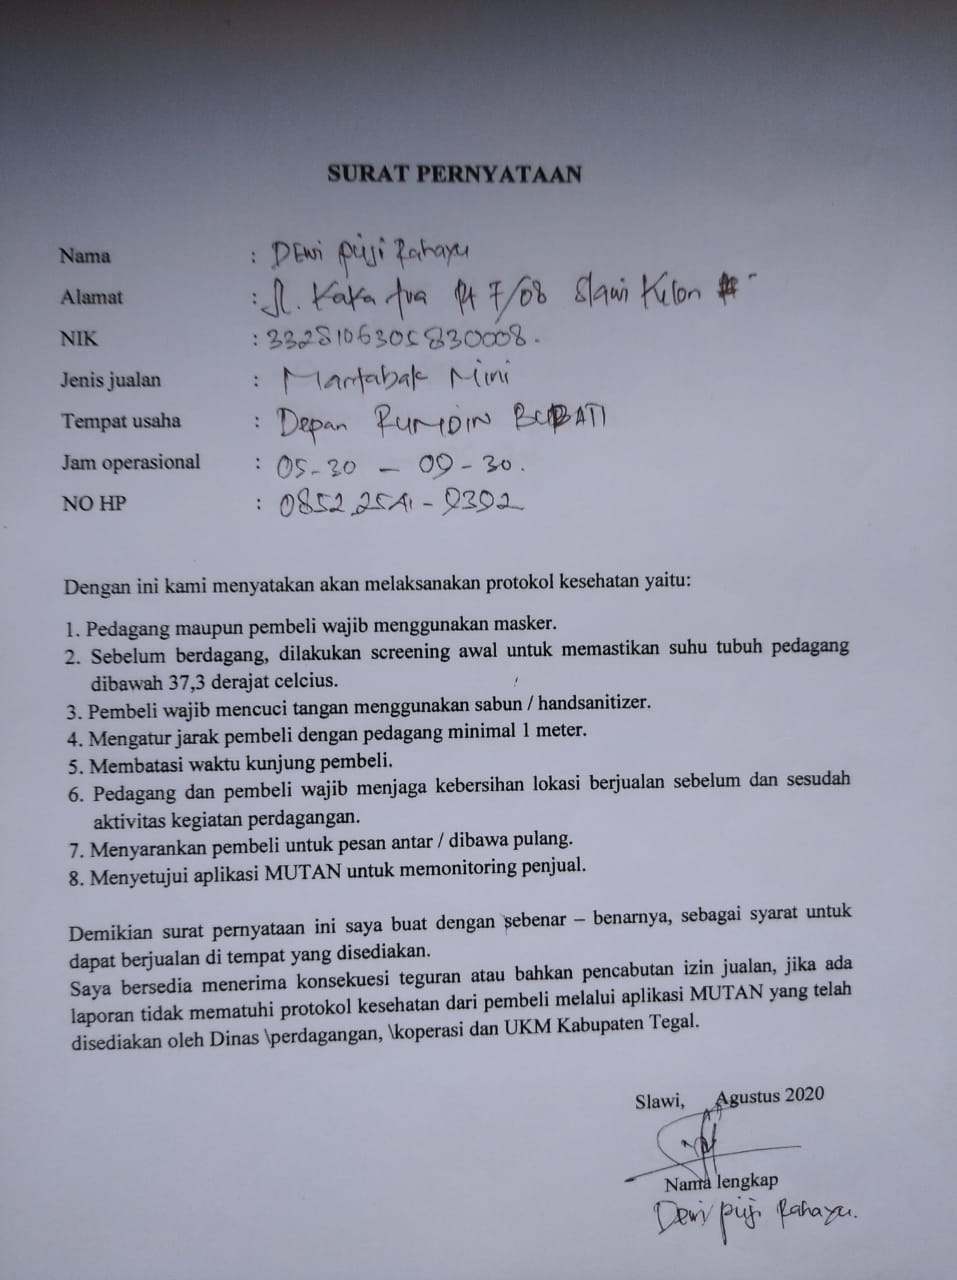 SURAT PERNYATAAN
Nama : DEWi pUji Rahayu
Alamat : Jl. Kaka tua Rt 7/08 Slawi Kulon
NIK : 3328106305830008.
Jenis jualan : Martabak Mini
Tempat usaha : Depan RUMDIN BUPATI
Jam operasional : 05-30 – 09-30.
NO HP : 0852 2541-9392
Dengan ini kami menyatakan akan melaksanakan protokol kesehatan yaitu:
1. Pedagang maupun pembeli wajib menggunakan masker.
2. Sebelum berdagang, dilakukan screening awal untuk memastikan suhu tubuh pedagang
dibawah 37,3 derajat celcius.
3. Pembeli wajib mencuci tangan menggunakan sabun / handsanitizer.
4. Mengatur jarak pembeli dengan pedagang minimal 1 meter.
5. Membatasi waktu kunjung pembeli.
6. Pedagang dan pembeli wajib menjaga kebersihan lokasi berjualan sebelum dan sesudah
aktivitas kegiatan perdagangan.
7. Menyarankan pembeli untuk pesan antar / dibawa pulang.
8. Menyetujui aplikasi MUTAN untuk memonitoring penjual.
Demikian surat pernyataan ini saya buat dengan sebenar – benarnya, sebagai syarat untuk
dapat berjualan di tempat yang disediakan.
Saya bersedia menerima konsekuesi teguran atau bahkan pencabutan izin jualan, jika ada
laporan tidak mematuhi protokol kesehatan dari pembeli melalui aplikasi MUTAN yang telah
disediakan oleh Dinas \perdagangan, \koperasi dan UKM Kabupaten Tegal.
Slawi, Agustus 2020
Nama lengkap
Dewi puji Rahayu.